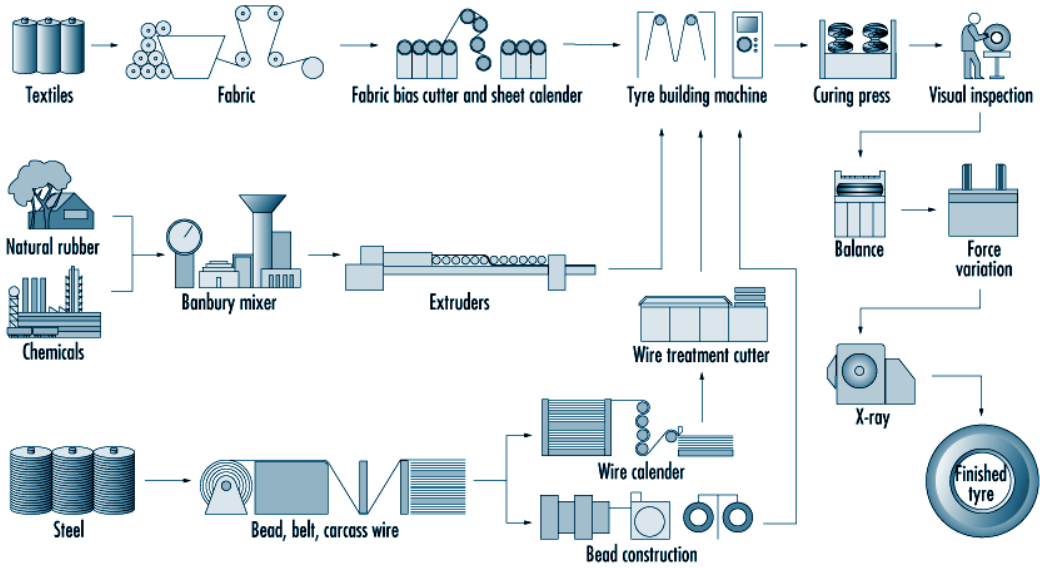 Textiles
Fabric
Fabric bias cutter and sheet calender
Tyre building machine
Curing press
Visual inspection
Natural rubber
Chemicals
Banbury mixer
Extruders
Balance
Force
variation
Wire treatment cutter
X-ray
Steel
Bead, belt, carcass wire
Wire calender
Bead construction
Finished
tyre